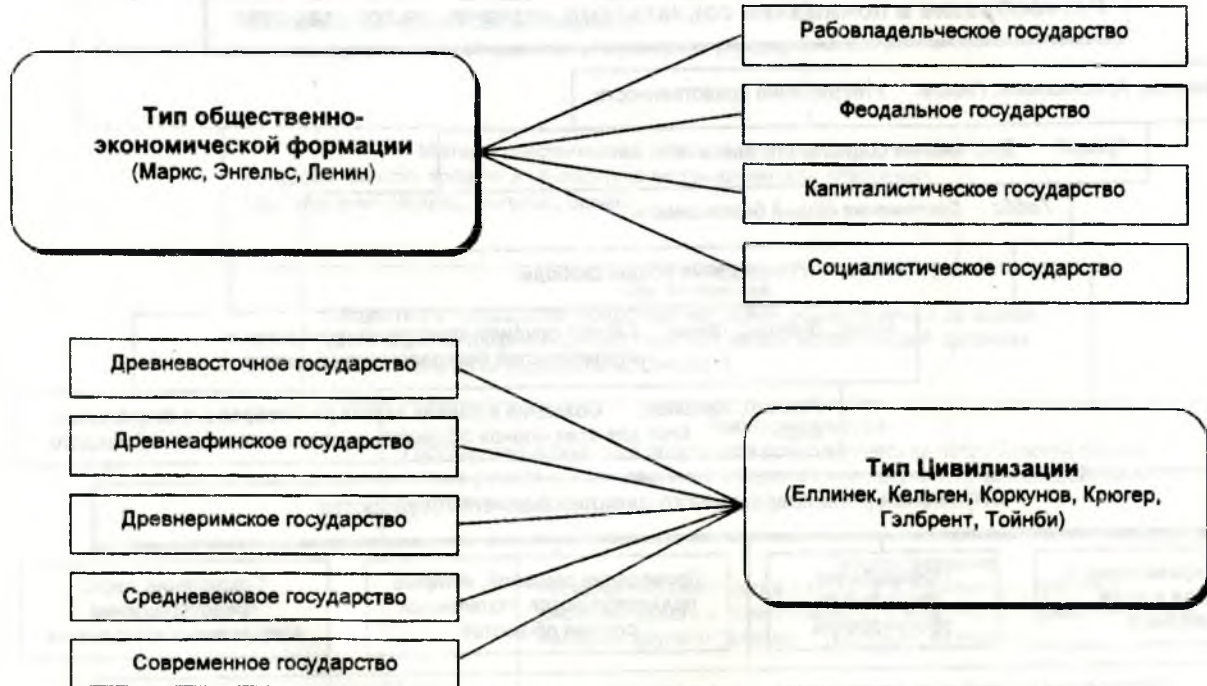 Рабовладельческое государство
Тип общественно-
экономической формации
(Маркс, Энгельс, Ленин)
Феодальное государство
Капиталистическое государство
Социалистическое государство
Древневосточное государство
Древнеафинское государство
Древнеримское государство
Средневековое государство
Современное государство
Тип Цивилизации
(Еллинек, Кельген, Коркунов, Крюгер,
Гэлбрент, Тойнби)